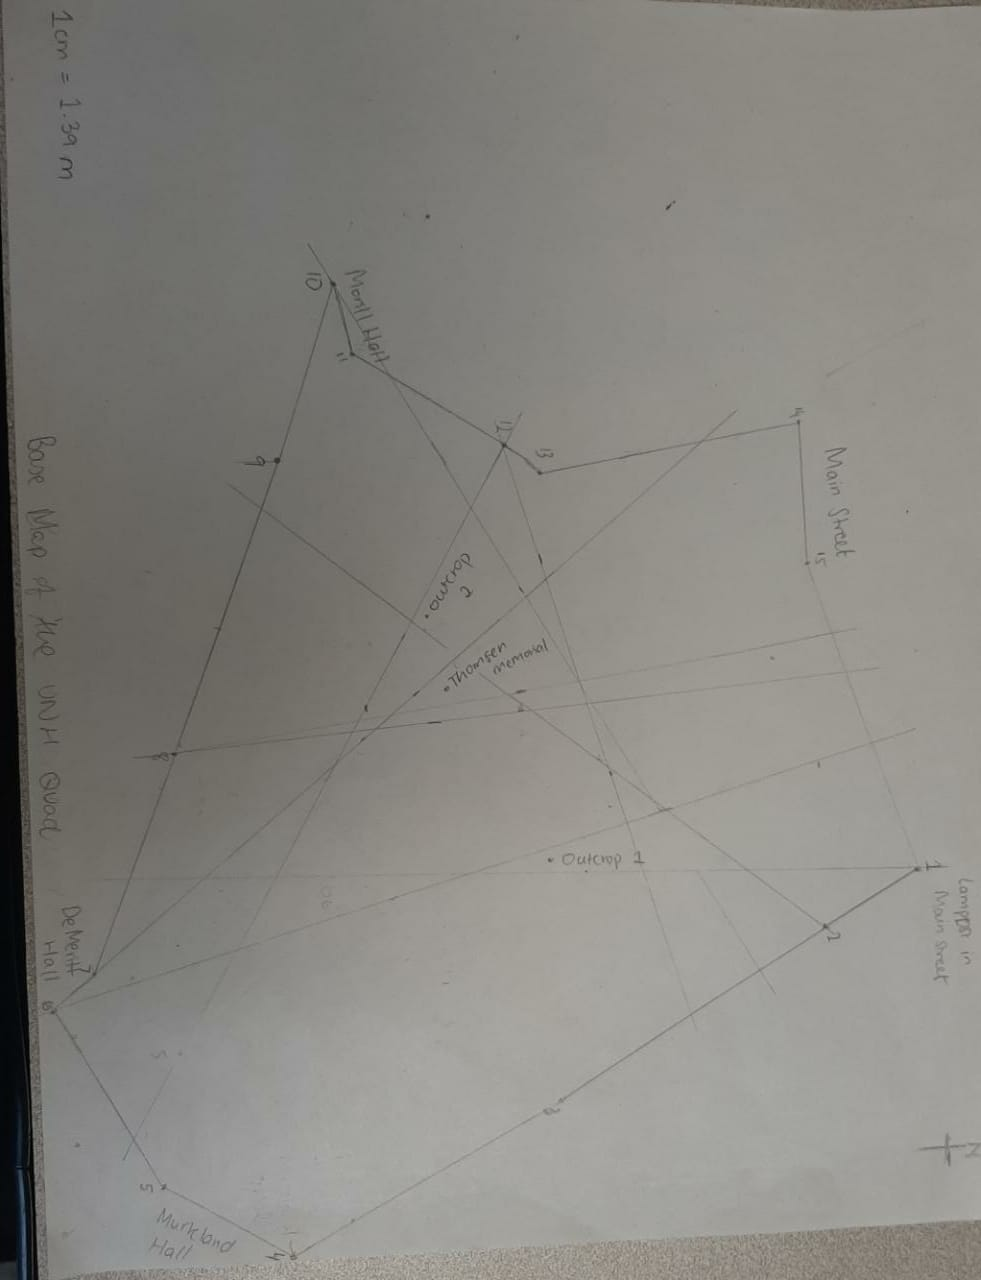 N
Lamppost in
Main street
1
2
Main Street
14
15
13
12
Morill Hall
11
10
9
Outcrop
2
Thomsen
memorial
Outcrop 1
3
8
7
DeMeritt
Hall
6
5
5
4
Murkland
Hall
1cm = 1.39 m
Base Map of the UNH Quad